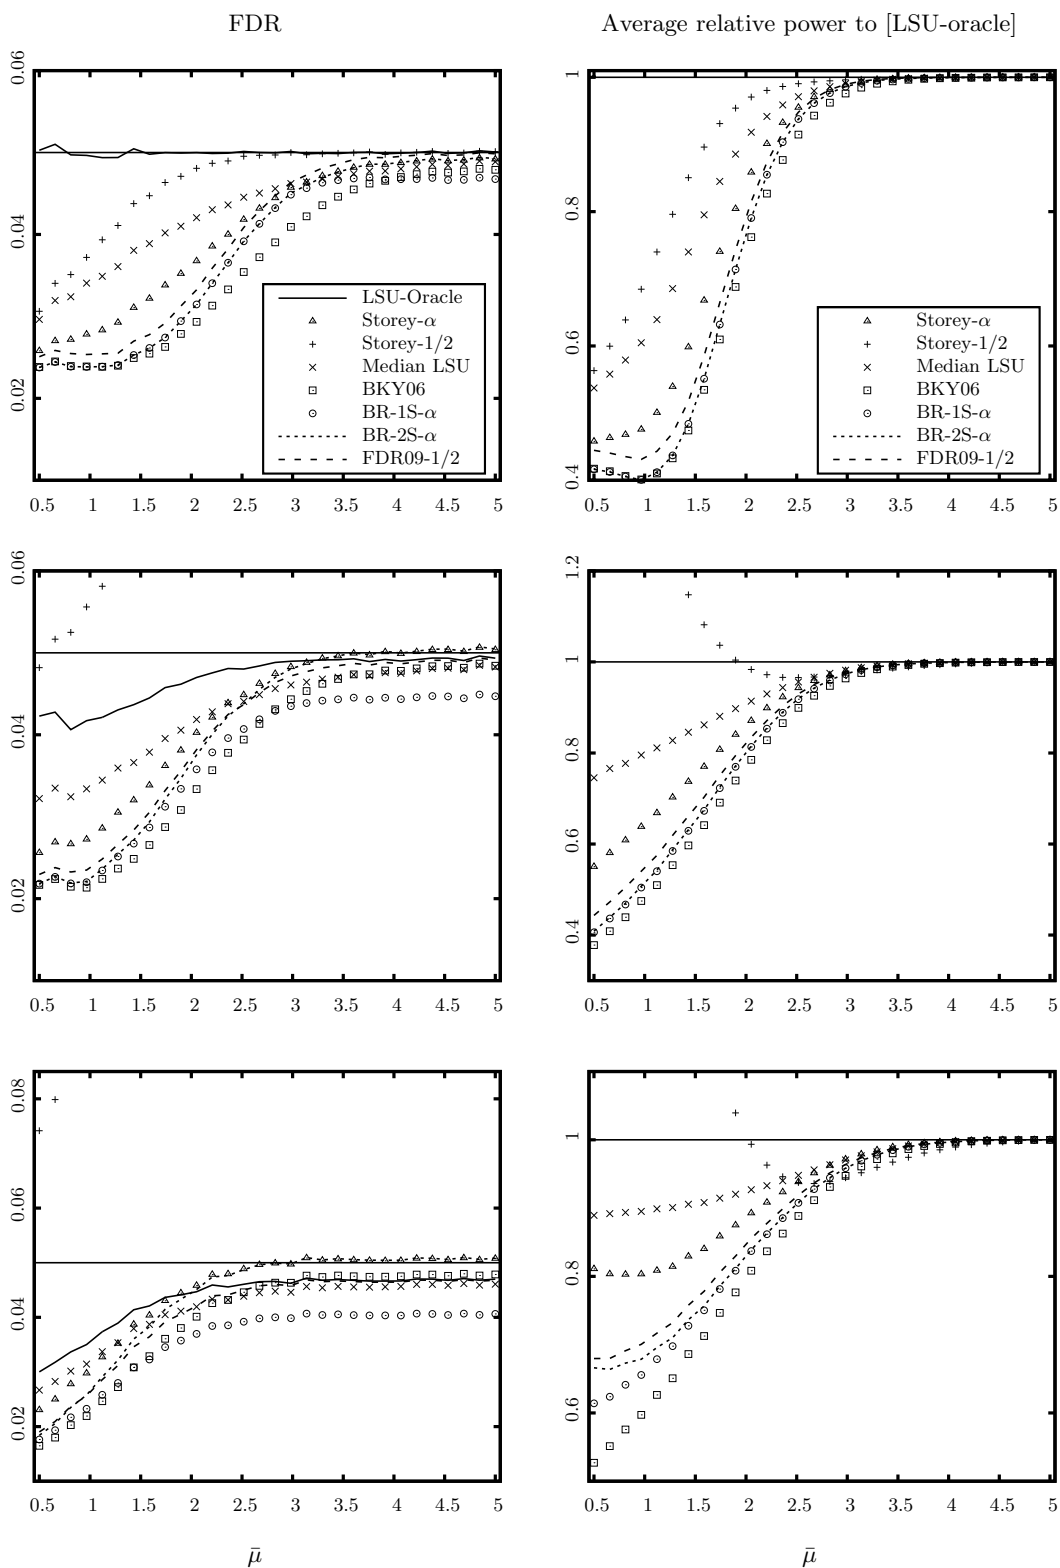 FDR
Average relative power to [LSU-oracle]
0.06
0.04
0.02
LSU-Oracle
Storey-α
Storey-1/2
Median LSU
BKY06
BR-1S-α
BR-2S-α
FDR09-1/2
0.5 1 1.5 2 2.5 3 3.5 4 4.5 5
1
0.8
0.6
0.4
Storey-α
Storey-1/2
Median LSU
BKY06
BR-1S-α
BR-2S-α
FDR09-1/2
0.5 1 1.5 2 2.5 3 3.5 4 4.5 5
0.06
0.04
0.02
0.5 1 1.5 2 2.5 3 3.5 4 4.5 5
1.2
1
0.8
0.6
0.4
0.5 1 1.5 2 2.5 3 3.5 4 4.5 5
0.08
0.06
0.04
0.02
0.5 1 1.5 2 2.5 3 3.5 4 4.5 5
μ̄
1
0.8
0.6
0.5 1 1.5 2 2.5 3 3.5 4 4.5 5
μ̄